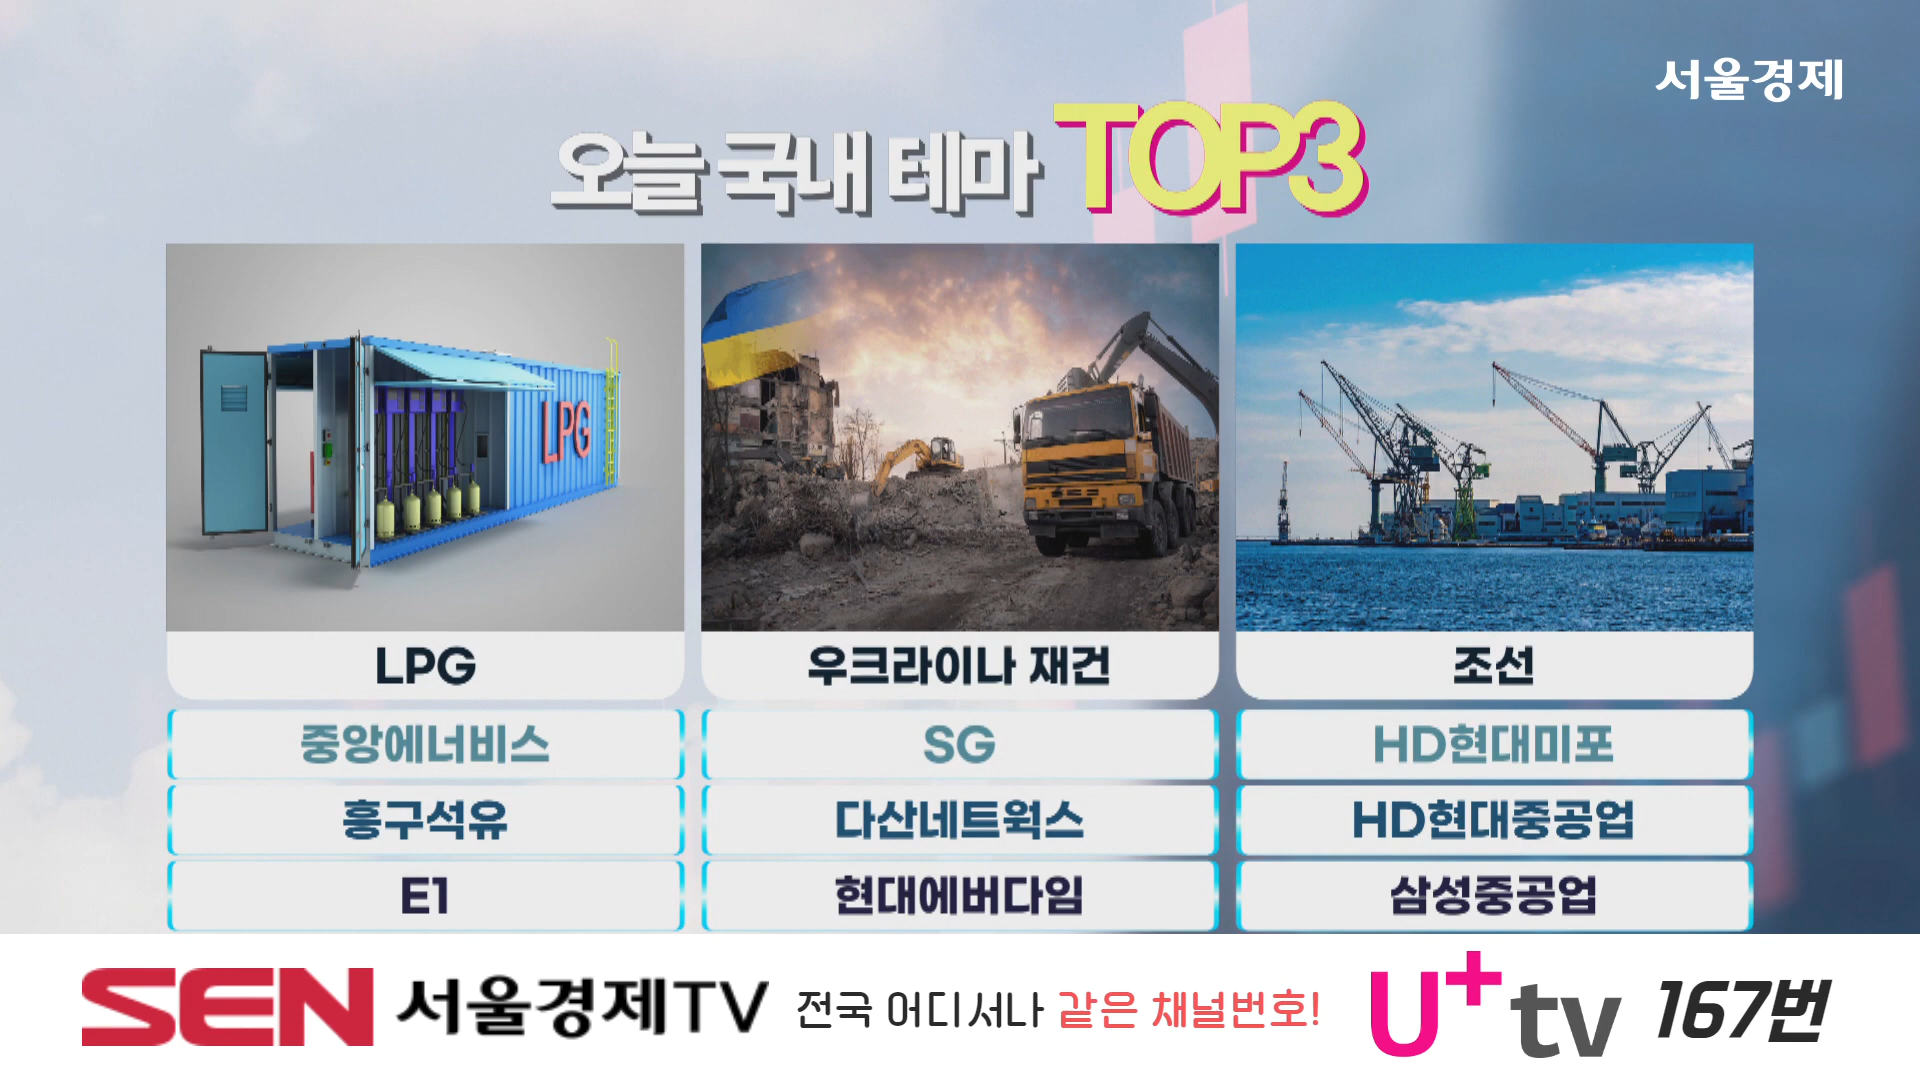 서울경제
오늘 국내 테마 TOP3
LPG
LPG
우크라이나 재건
조선
중앙에너비스
SG
HD현대미포
흥구석유
다산네트웍스
HD현대중공업
E1
현대에버다임
삼성중공업
SEN 서울경제TV 전국 어디서나 같은 채널번호! U+tv 167번